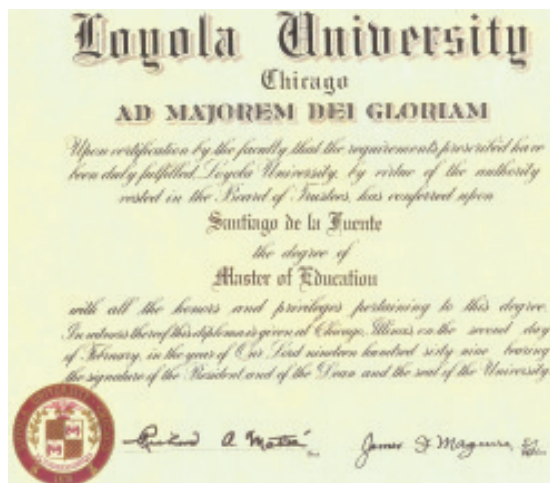 Loyola University
Chicago
AD MAJOREM DEI GLORIAM
Upon certification by the faculty that the requirements prescribed have
been duly fulfilled, Loyola University, by virtue of the authority
vested in the Board of Trustees, has conferred upon
Santiago de la Fuente
the degree of
Master of Education
with all the honors and privileges pertaining to this degree.
In witness thereof this diploma is given at Chicago, Illinois on the second day
of February, in the year of Our Lord nineteen hundred sixty nine bearing
the signature of the President and of the Dean and the seal of the University
A
James Maguire, SJ